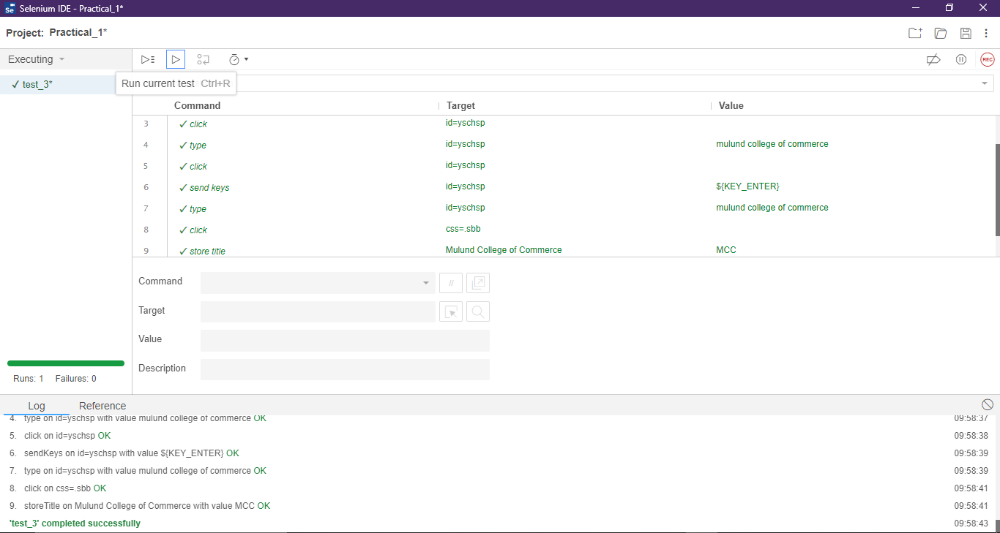 Se Selenium IDE - Practical_1*
Project: Practical_1*
Executing
✓ test_3*
Run current test Ctrl+R
REC
Command Target Value
3 ✓ click id=yschsp
4 ✓ type id=yschsp mulund college of commerce
5 ✓ click id=yschsp
6 ✓ send keys id=yschsp ${KEY_ENTER}
7 ✓ type id=yschsp mulund college of commerce
8 ✓ click css=.sbb
9 ✓ store title Mulund College of Commerce MCC
Command //
Target
Value
Description
Runs: 1 Failures: 0
Log Reference
4. type on id=yschsp with value mulund college of commerce OK 09:58:37
5. click on id=yschsp OK 09:58:38
6. sendKeys on id=yschsp with value ${KEY_ENTER} OK 09:58:39
7. type on id=yschsp with value mulund college of commerce OK 09:58:39
8. click on css=.sbb OK 09:58:41
9. storeTitle on Mulund College of Commerce with value MCC OK 09:58:41
'test_3' completed successfully 09:58:43